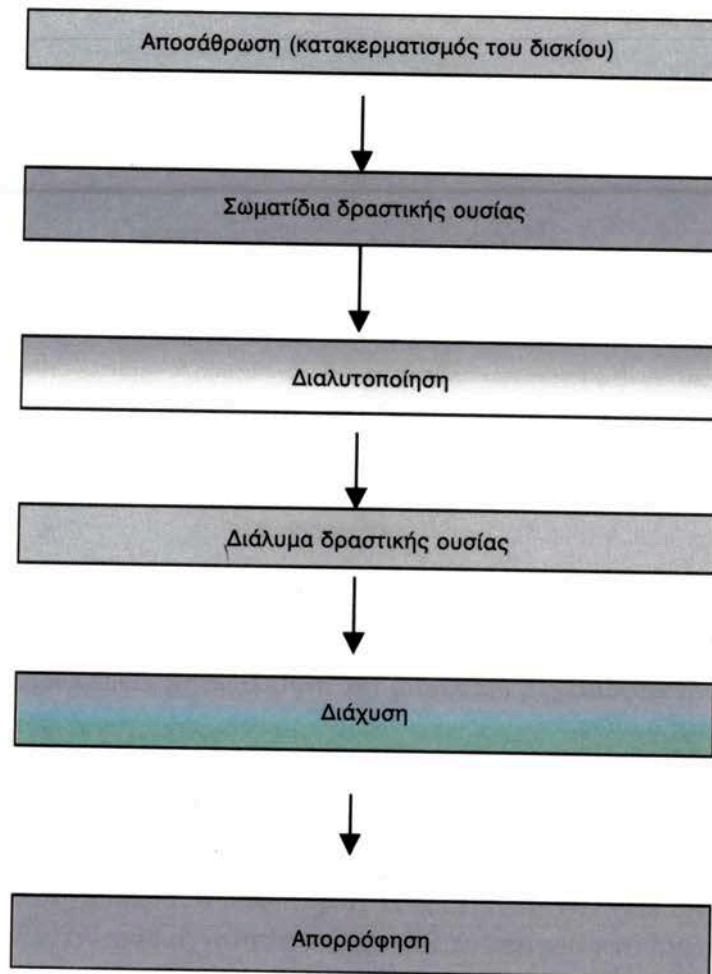 Αποσάθρωση (κατακερματισμός του δισκίου)
Σωματίδια δραστικής ουσίας
Διαλυτοποίηση
Διάλυμα δραστικής ουσίας
Διάχυση
Απορρόφηση